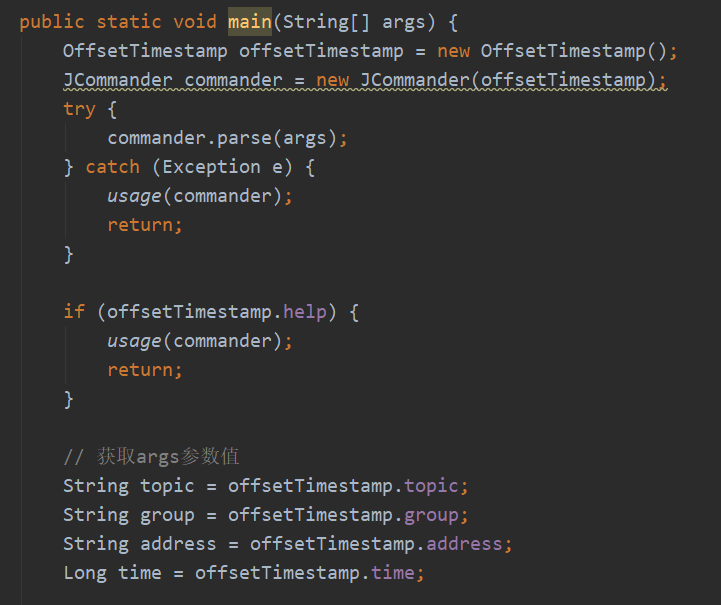 public static void main(String[] args) {
OffsetTimestamp offsetTimestamp = new OffsetTimestamp();
JCommander commander = new JCommander(offsetTimestamp);
try {
commander.parse(args);
} catch (Exception e) {
usage(commander);
return;
}
if (offsetTimestamp.help) {
usage(commander);
return;
}
// 获取args参数值
String topic = offsetTimestamp.topic;
String group = offsetTimestamp.group;
String address = offsetTimestamp.address;
Long time = offsetTimestamp.time;